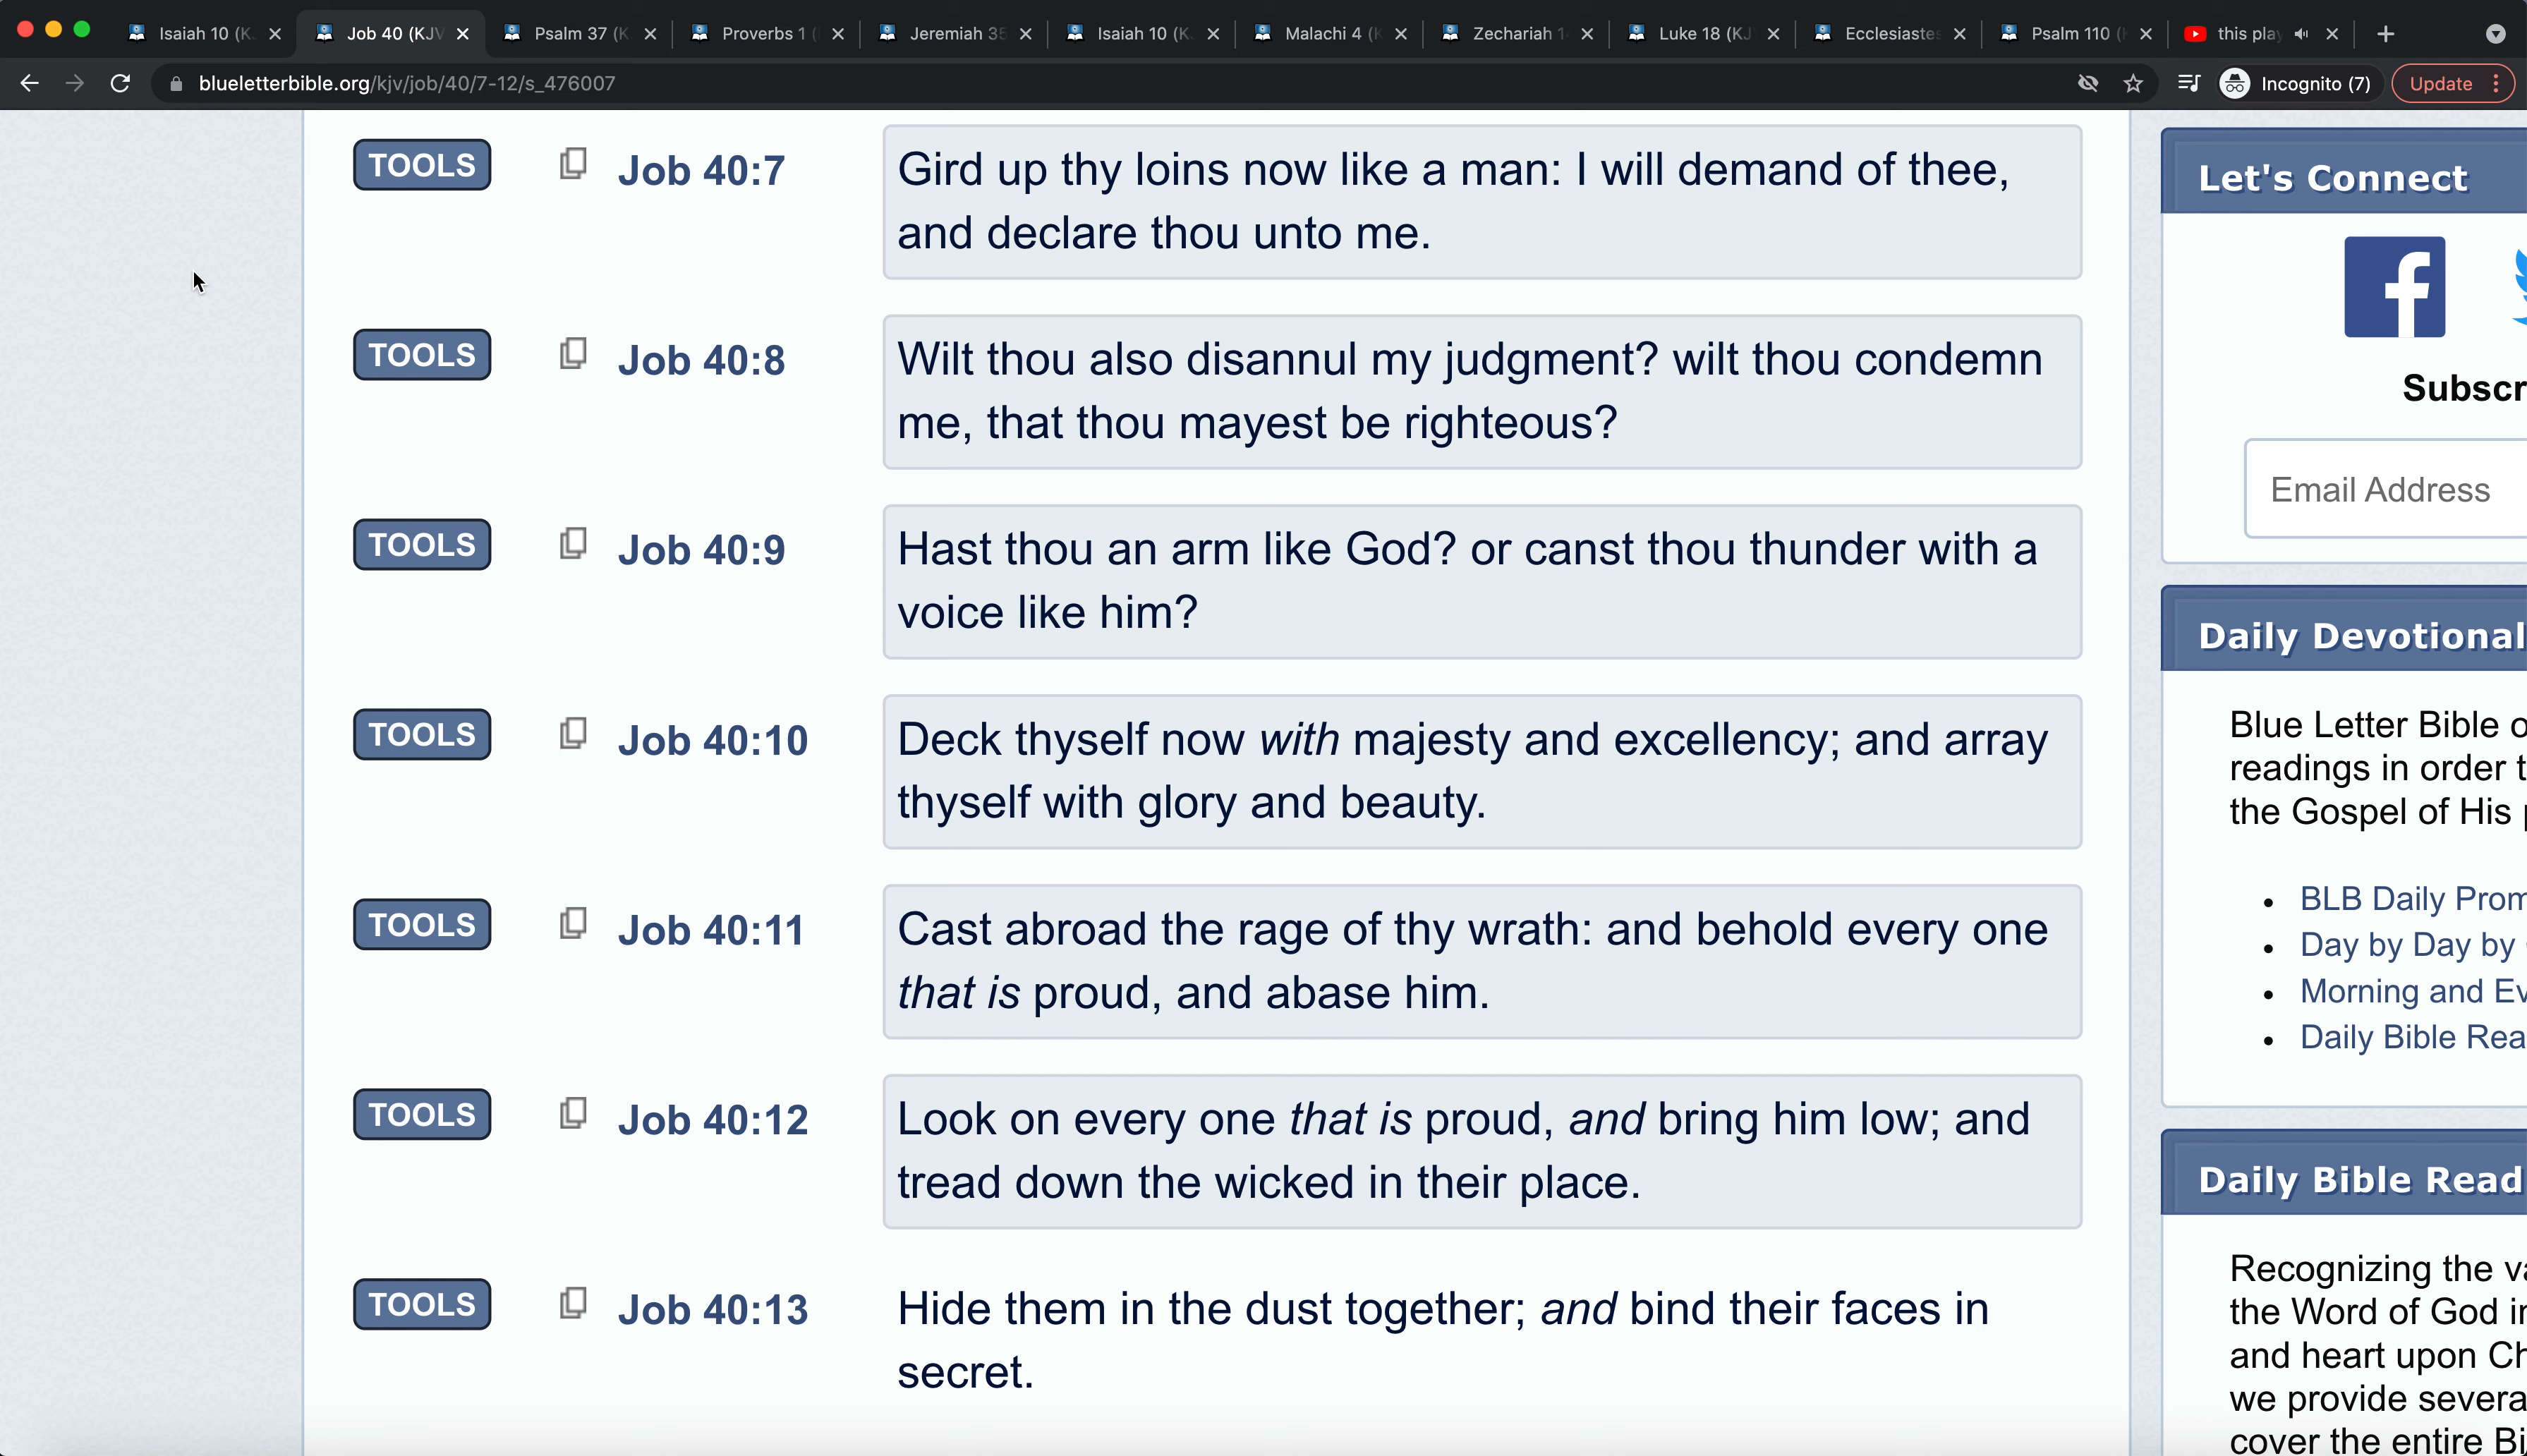 Isaiah 10 (K
Job 40 (KJV
Psalm 37 (K
Proverbs 1 (
Jeremiah 35
Isaiah 10 (K
Malachi 4 (K
Zechariah 1
Luke 18 (KJ
Ecclesiastes
Psalm 110 (
this play
blueletterbible.org/kjv/job/40/7-12/s_476007
Incognito (7)
Update
TOOLS Job 40:7 Gird up thy loins now like a man: I will demand of thee,
and declare thou unto me.
TOOLS Job 40:8 Wilt thou also disannul my judgment? wilt thou condemn
me, that thou mayest be righteous?
TOOLS Job 40:9 Hast thou an arm like God? or canst thou thunder with a
voice like him?
TOOLS Job 40:10 Deck thyself now with majesty and excellency; and array
thyself with glory and beauty.
TOOLS Job 40:11 Cast abroad the rage of thy wrath: and behold every one
that is proud, and abase him.
TOOLS Job 40:12 Look on every one that is proud, and bring him low; and
tread down the wicked in their place.
TOOLS Job 40:13 Hide them in the dust together; and bind their faces in
secret.
Let's Connect
Subscr
Email Address
Daily Devotional
Blue Letter Bible o
readings in order t
the Gospel of His
BLB Daily Prom
Day by Day by
Morning and Ev
Daily Bible Rea
Daily Bible Read
Recognizing the va
the Word of God in
and heart upon Ch
we provide severa
cover the entire Bi